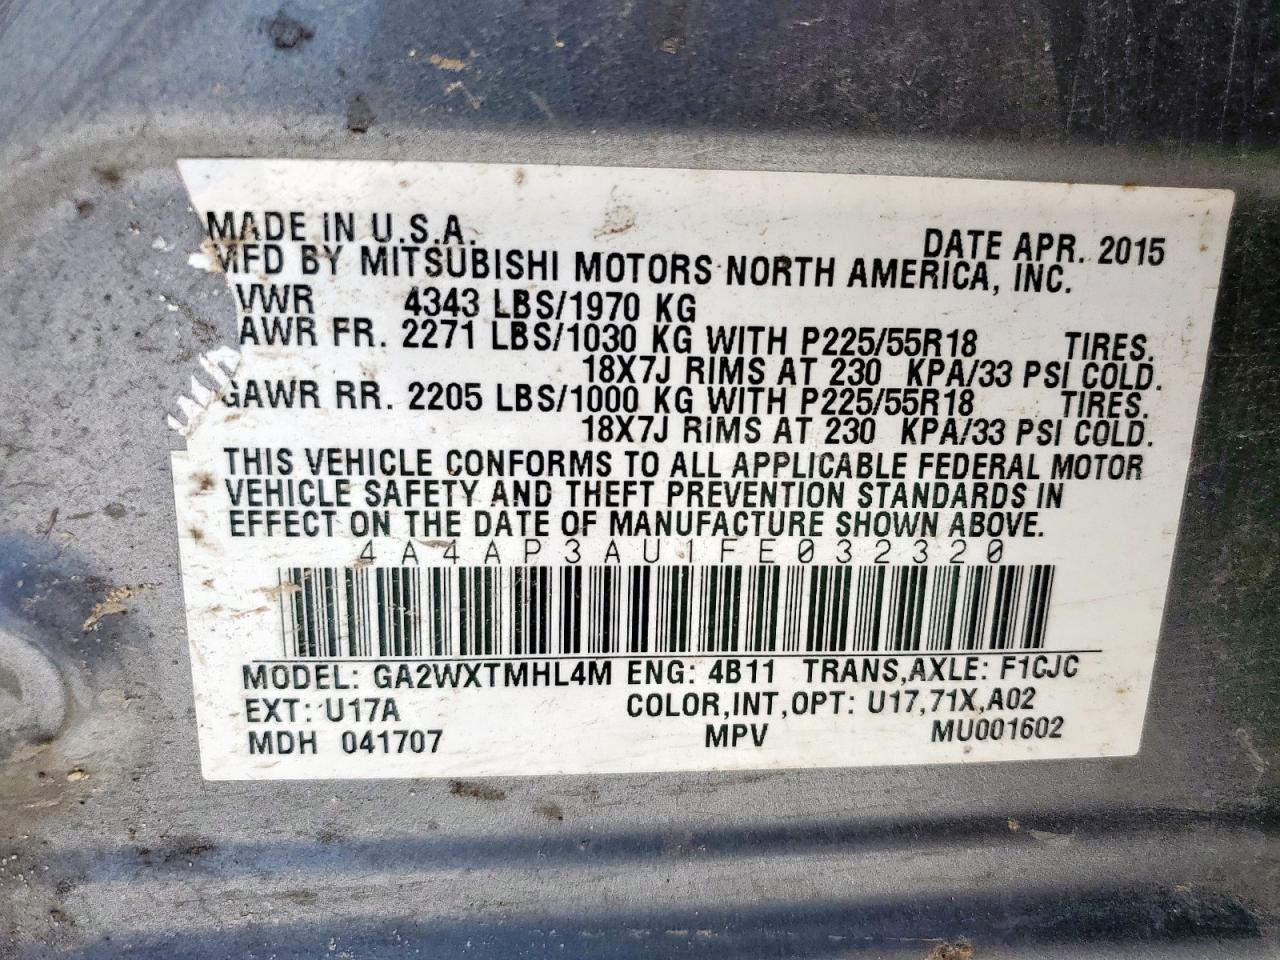 MADE IN U.S.A. DATE APR. 2015
MFD BY MITSUBISHI MOTORS NORTH AMERICA, INC.
VWR 4343 LBS/1970 KG
AWR FR. 2271 LBS/1030 KG WITH P225/55R18 TIRES.
18X7J RIMS AT 230 KPA/33 PSI COLD.
GAWR RR. 2205 LBS/1000 KG WITH P225/55R18 TIRES.
18X7J RIMS AT 230 KPA/33 PSI COLD.
THIS VEHICLE CONFORMS TO ALL APPLICABLE FEDERAL MOTOR
VEHICLE SAFETY AND THEFT PREVENTION STANDARDS IN
EFFECT ON THE DATE OF MANUFACTURE SHOWN ABOVE.
4A4AP3AU1FE032320
MODEL: GA2WXTMHL4M ENG: 4B11 TRANS,AXLE: F1CJC
EXT: U17A COLOR,INT,OPT: U17,71X,A02
MDH 041707 MPV MU001602